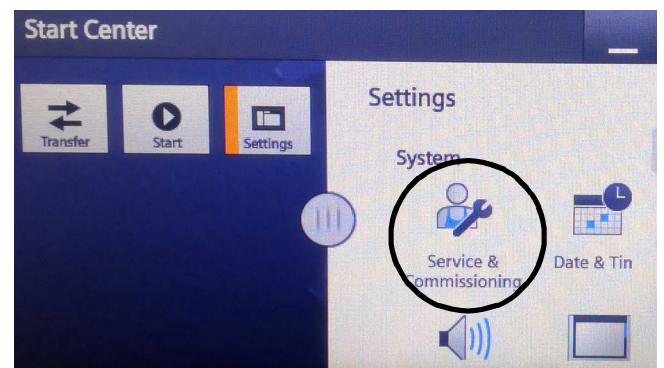 Start Center
Transfer
Start
Settings
Settings
System
Service &
Commissioning
Date & Tin